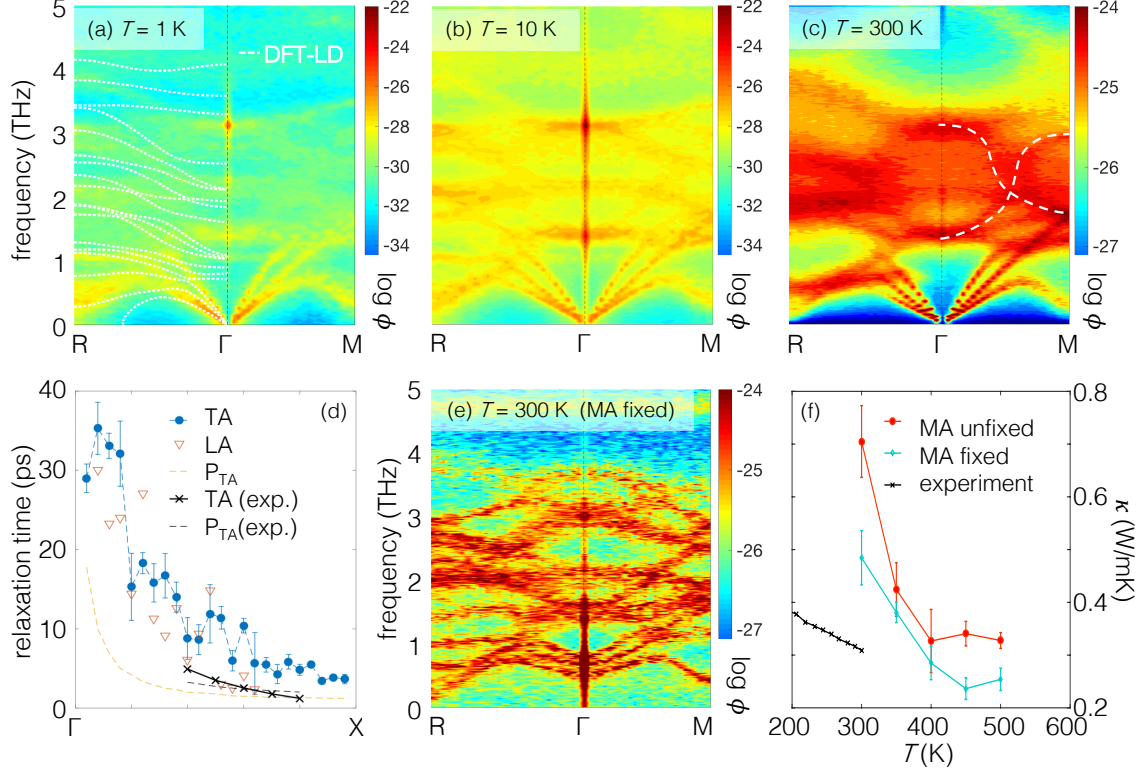 (a) T = 1 K
DFT-LD
5
4
3
2
1
0
frequency (THz)
R Γ M
-22
-24
-26
-28
-30
-32
-34
log ϕ
(b) T = 10 K
R Γ M
-22
-24
-26
-28
-30
-32
-34
log ϕ
(c) T = 300 K
R Γ M
-24
-25
-26
-27
log ϕ
(d)
40
30
20
10
0
relaxation time (ps)
TA
LA
P_TA
TA (exp.)
P_TA(exp.)
Γ X
(e) T = 300 K (MA fixed)
5
4
3
2
1
0
frequency (THz)
R Γ M
-24
-25
-26
-27
log ϕ
(f)
MA unfixed
MA fixed
experiment
0.8
0.6
0.4
0.2
κ (W/mK)
200 300 400 500 600
T (K)